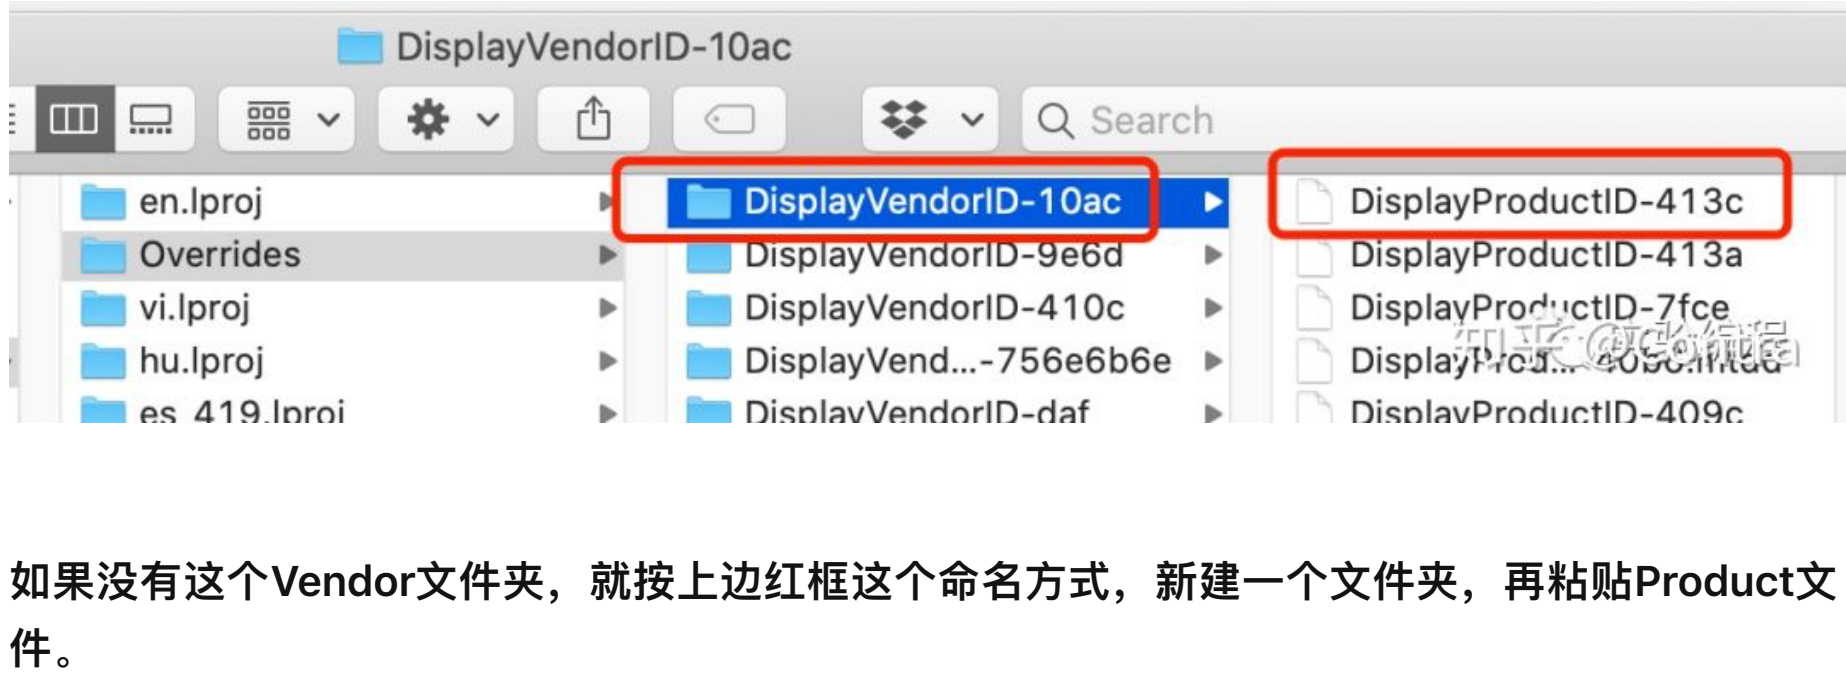 DisplayVendorID-10ac
Search
en.lproj
Overrides
vi.lproj
hu.lproj
es_419.lproj
DisplayVendorID-10ac
DisplayVendorID-9e6d
DisplayVendorID-410c
DisplayVend...-756e6b6e
DisplayVendorID-daf
DisplayProductID-413c
DisplayProductID-413a
DisplayProductID-7fce
DisplayProd...
DisplayProductID-409c
知乎
如果没有这个Vendor文件夹，就按上边红框这个命名方式，新建一个文件夹，再粘贴Product文
件。